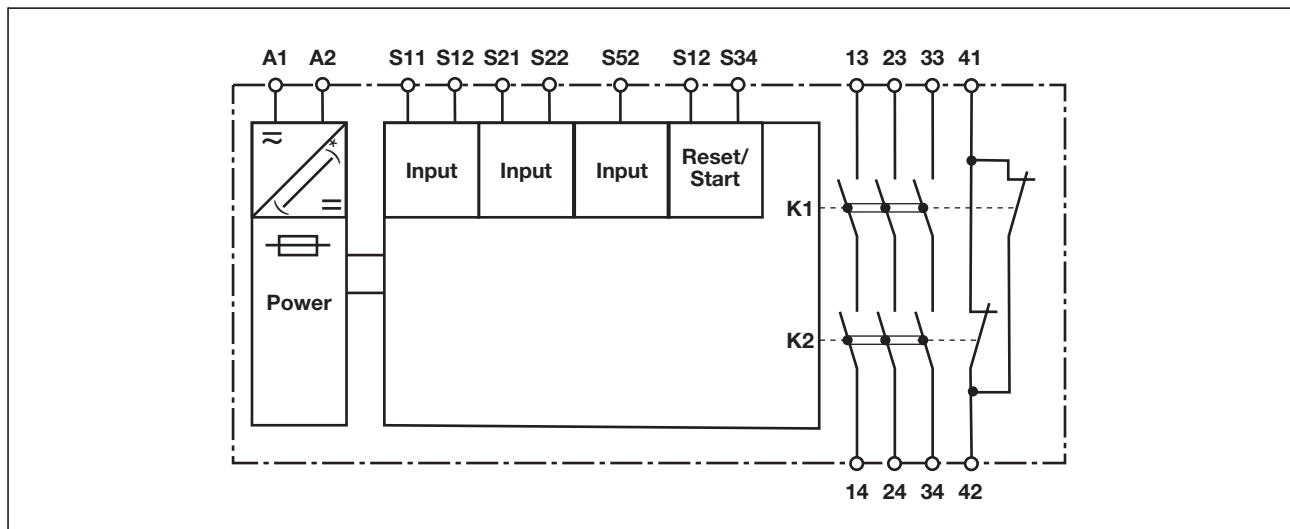 A1 A2 S11 S12 S21 S22 S52 S12 S34 13 23 33 41
*
Input Input Input Reset/
Start
K1
Power
K2
14 24 34 42